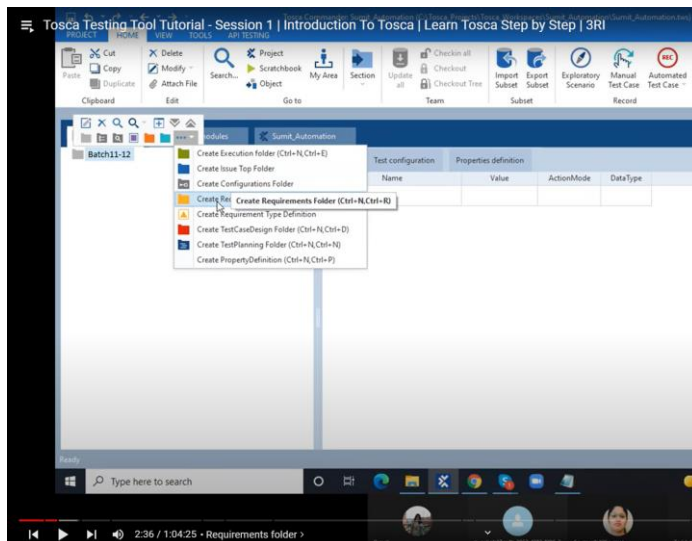 Tosca Testing Tool Tutorial - Session 1 | Introduction To Tosca | Learn Tosca Step by Step | 3RI
PROJECT HOME VIEW TOOLS API TESTING
Paste
Cut
Copy
Duplicate
Clipboard
Delete
Modify
Attach File
Edit
Search...
Project
Scratchbook
Object
My Area
Go to
Section
Update all
Checkin all
Checkout
Checkout Tree
Team
Import Subset
Export Subset
Subset
Exploratory Scenario
REC
Manual Test Case
Automated Test Case
Record
modules Sumit_Automation
Batch11-12
Create Execution folder (Ctrl+N,Ctrl+E)
Create Issue Top Folder
Create Configurations Folder
Create Re
Create Requirements Folder (Ctrl+N,Ctrl+R)
Create Requirement Type Definition
Create TestCaseDesign Folder (Ctrl+N,Ctrl+D)
Create TestPlanning Folder (Ctrl+N,Ctrl+N)
Create PropertyDefinition (Ctrl+N,Ctrl+P)
Test configuration Properties definition
Name Value ActionMode DataType
Ready
Type here to search
2:36 / 1:04:25 • Requirements folder >